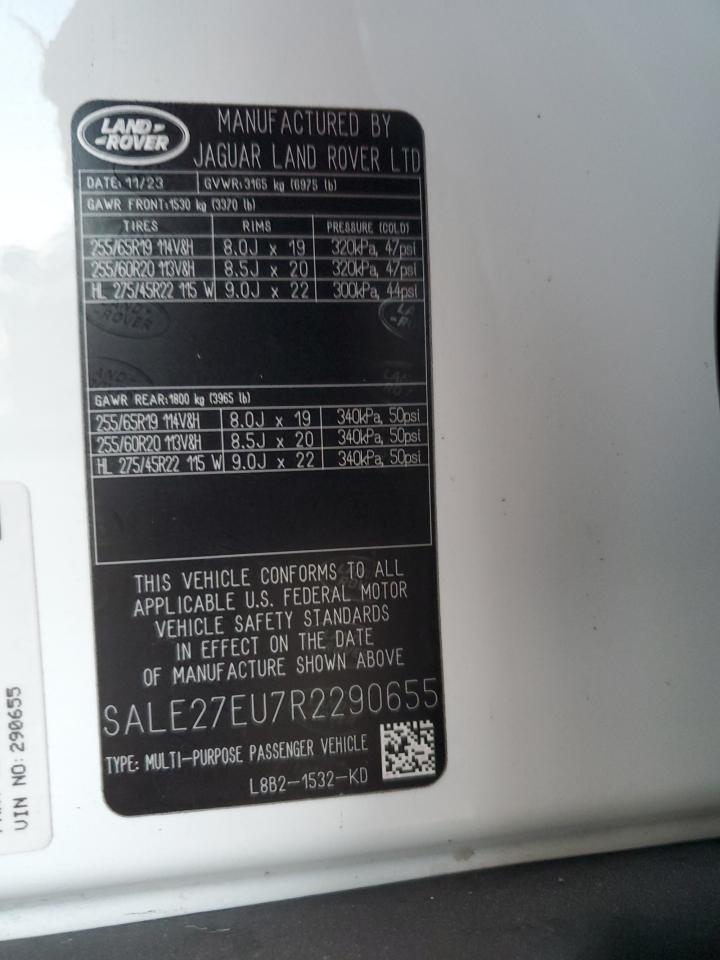 LAND-
-ROVER
MANUFACTURED BY
JAGUAR LAND ROVER LTD
DATE:11/23 GVWR:3165 kg (6975 lb)
GAWR FRONT:1530 kg (3370 lb)
TIRES RIMS PRESSURE (COLD)
255/65R19 114V&H 8.0J x 19 320kPa, 47psi
255/60R20 113V&H 8.5J x 20 320kPa, 47psi
HL 275/45R22 115 W 9.0J x 22 300kPa, 44psi
GAWR REAR:1800 kg (3965 lb)
255/65R19 114V&H 8.0J x 19 340kPa, 50psi
255/60R20 113V&H 8.5J x 20 340kPa, 50psi
HL 275/45R22 115 W 9.0J x 22 340kPa, 50psi
THIS VEHICLE CONFORMS TO ALL
APPLICABLE U.S. FEDERAL MOTOR
VEHICLE SAFETY STANDARDS
IN EFFECT ON THE DATE
OF MANUFACTURE SHOWN ABOVE
SALE27EU7R2290655
TYPE: MULTI-PURPOSE PASSENGER VEHICLE
L8B2-1532-KD
VIN NO: 290655